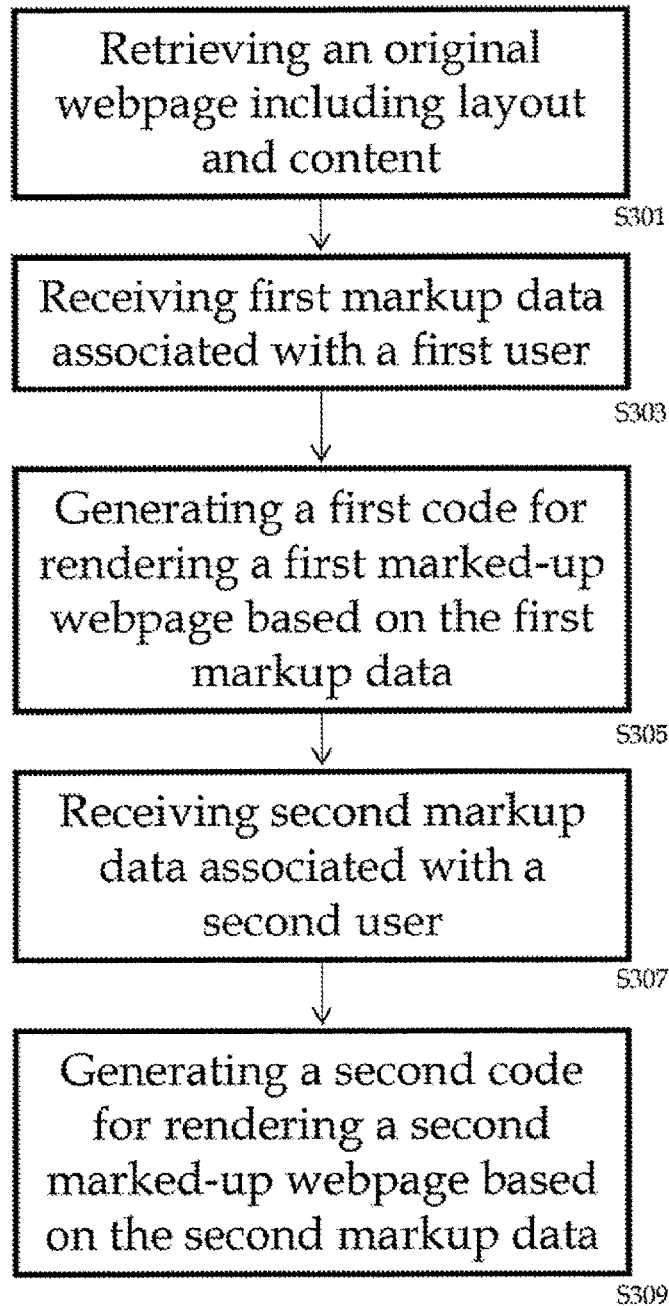 Retrieving an original
webpage including layout
and content
S301
Receiving first markup data
associated with a first user
S303
Generating a first code for
rendering a first marked-up
webpage based on the first
markup data
S305
Receiving second markup
data associated with a
second user
S307
Generating a second code
for rendering a second
marked-up webpage based
on the second markup data
S309